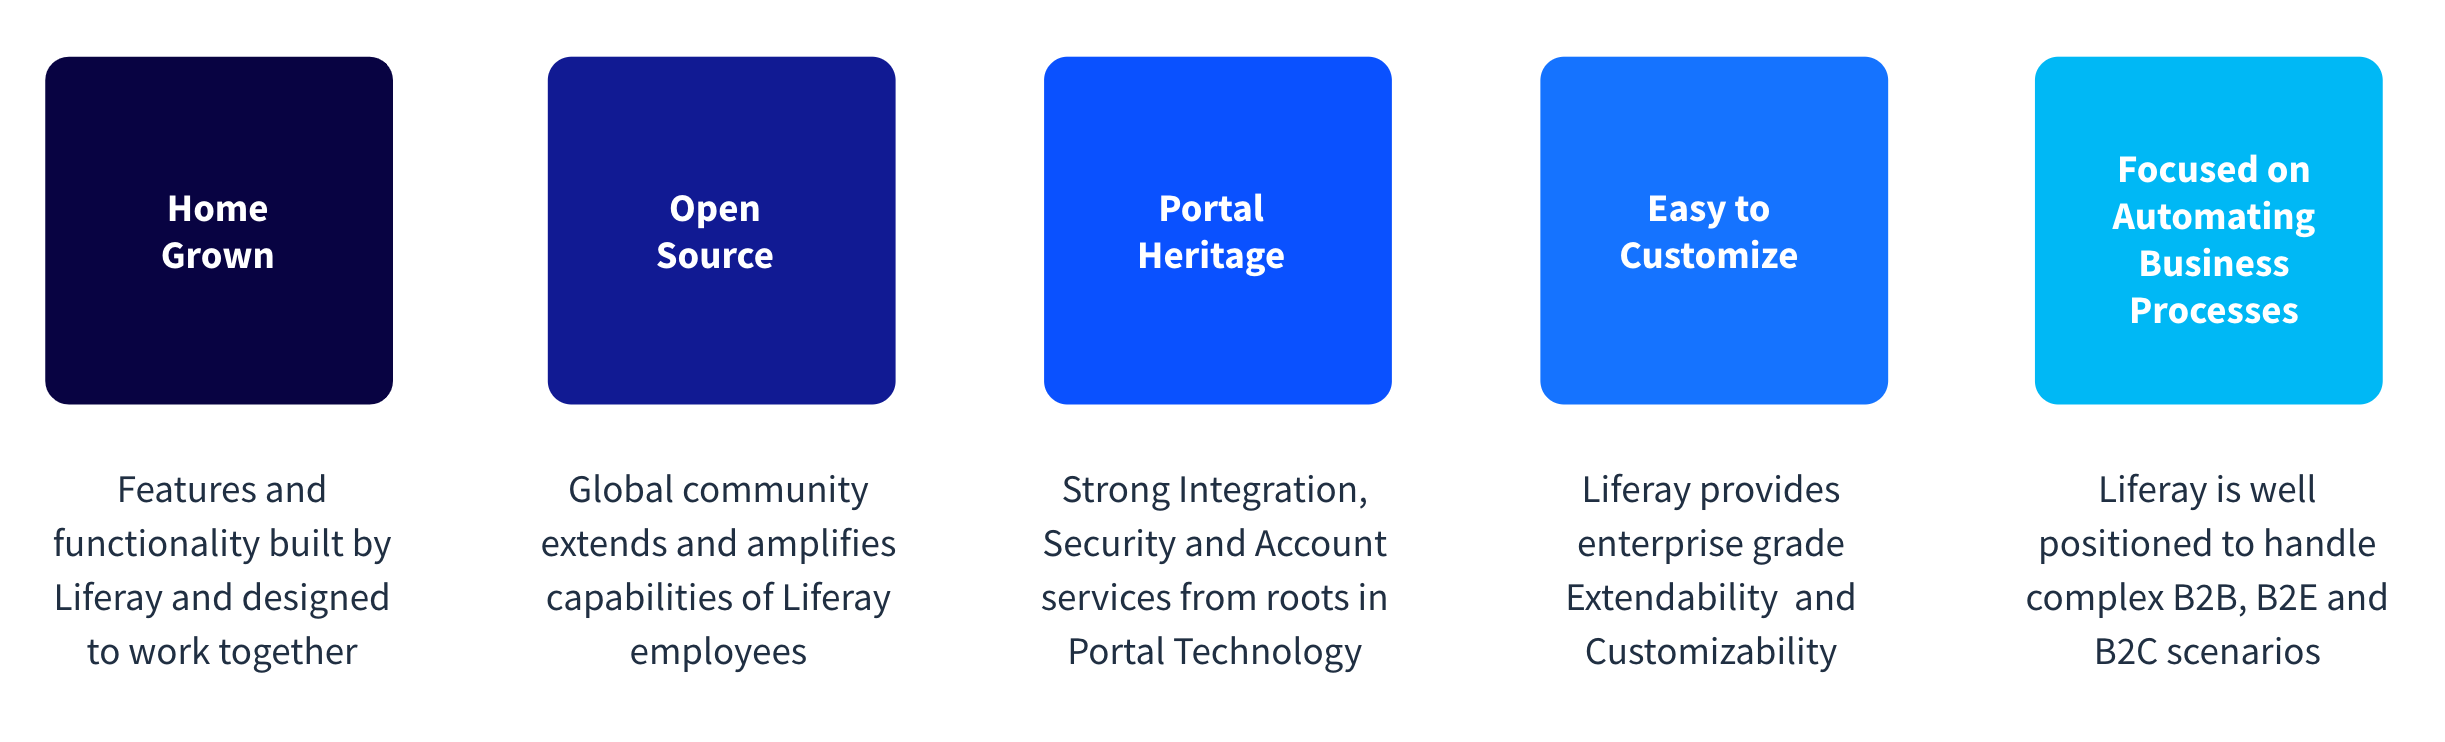 Home
Grown
Features and
functionality built by
Liferay and designed
to work together
Open
Source
Global community
extends and amplifies
capabilities of Liferay
employees
Portal
Heritage
Strong Integration,
Security and Account
services from roots in
Portal Technology
Easy to
Customize
Liferay provides
enterprise grade
Extendability  and
Customizability
Focused on
Automating
Business
Processes
Liferay is well
positioned to handle
complex B2B, B2E and
B2C scenarios